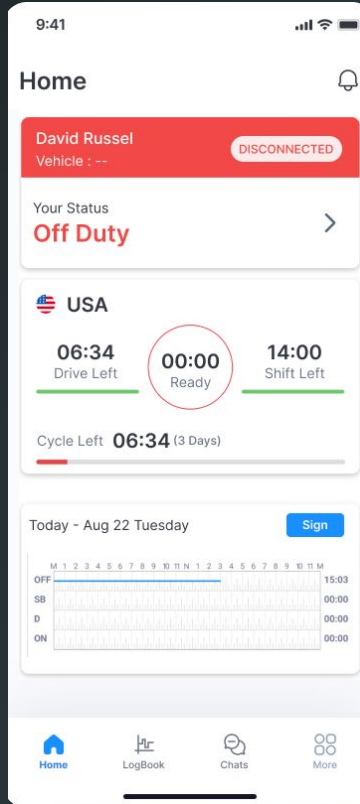 9:41
Home
David Russel
Vehicle : --
DISCONNECTED
Your Status
Off Duty
USA
06:34
Drive Left
00:00
Ready
14:00
Shift Left
Cycle Left 06:34 (3 Days)
Today - Aug 22 Tuesday
Sign
M 1 2 3 4 5 6 7 8 9 10 11 N 1 2 3 4 5 6 7 8 9 10 11 M
OFF 15:03
SB 00:00
D 00:00
ON 00:00
Home
LogBook
Chats
More